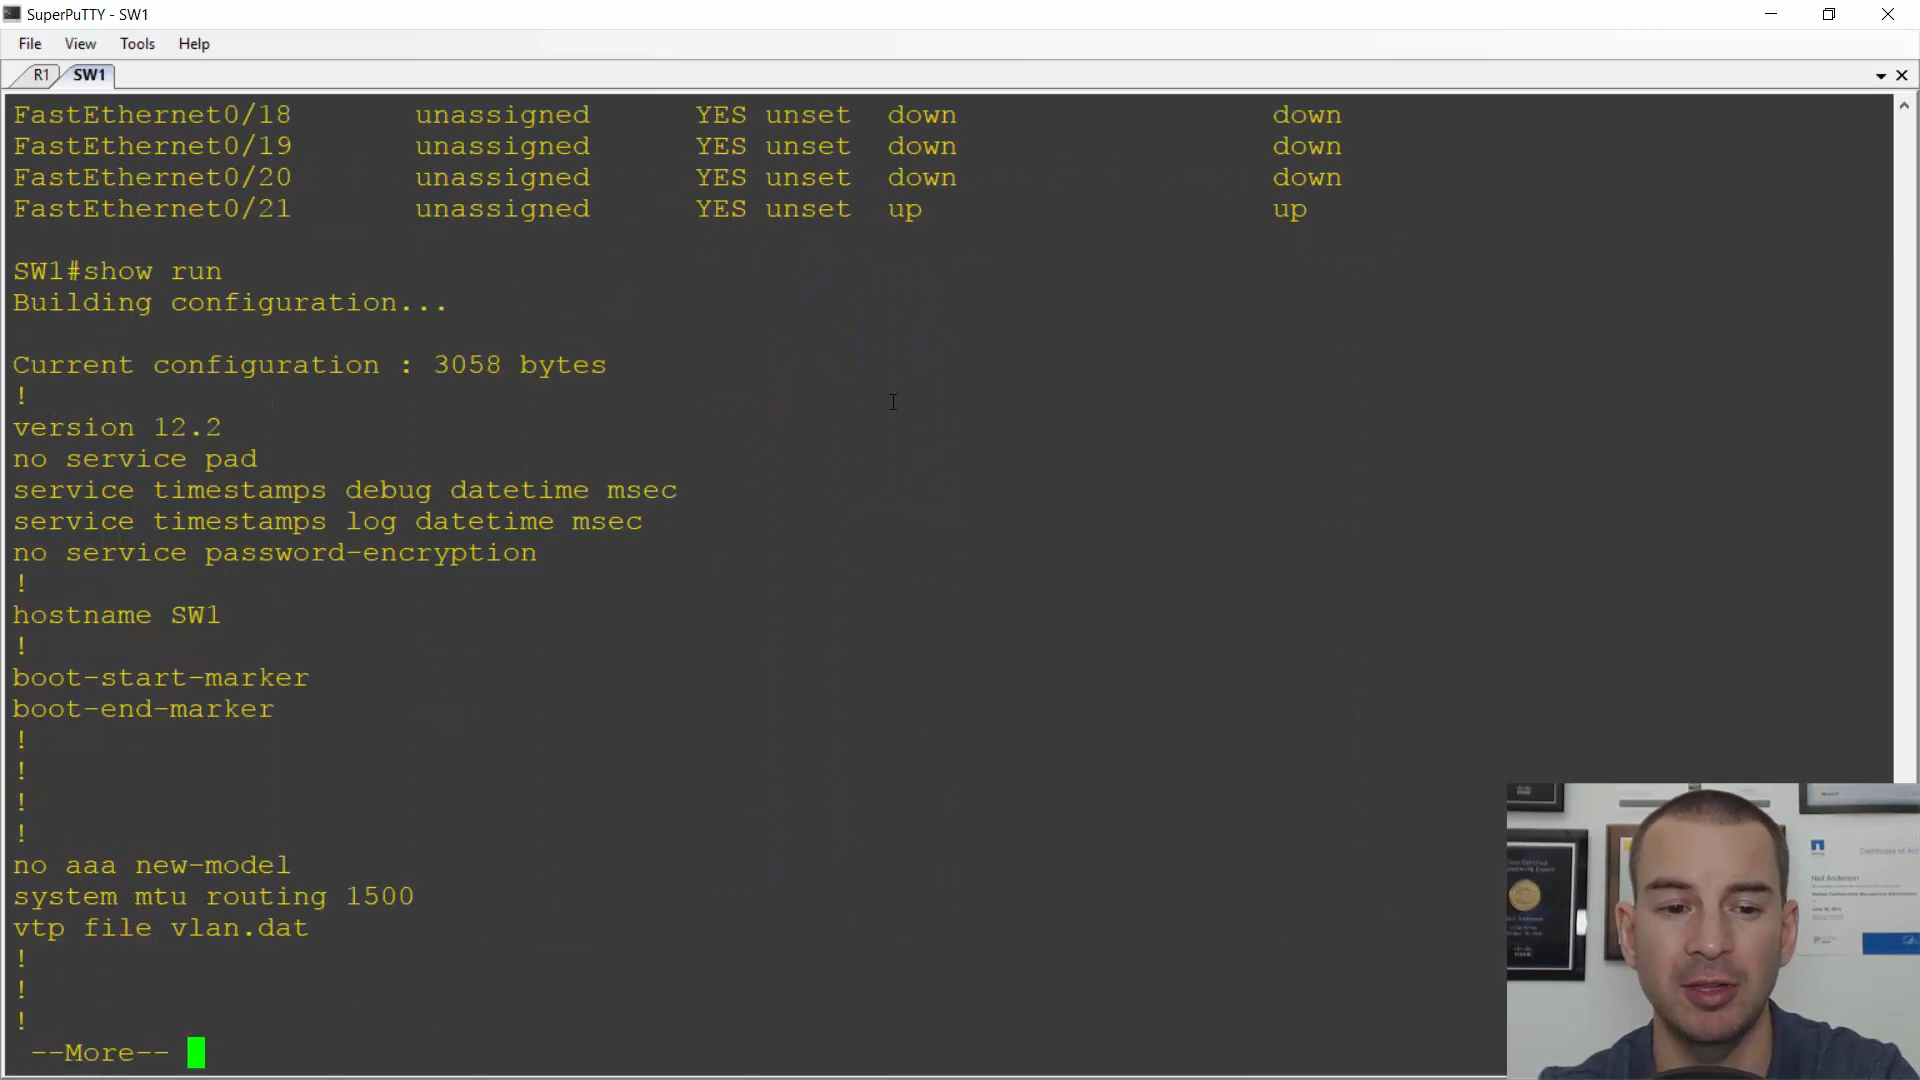 SuperPuTTY - SW1
File View Tools Help
R1 SW1
FastEthernet0/18 unassigned YES unset down down
FastEthernet0/19 unassigned YES unset down down
FastEthernet0/20 unassigned YES unset down down
FastEthernet0/21 unassigned YES unset up up
SW1#show run
Building configuration...
Current configuration : 3058 bytes
!
version 12.2
no service pad
service timestamps debug datetime msec
service timestamps log datetime msec
no service password-encryption
!
hostname SW1
!
boot-start-marker
boot-end-marker
!
!
!
!
no aaa new-model
system mtu routing 1500
vtp file vlan.dat
!
!
!
--More--
Neil Anderson